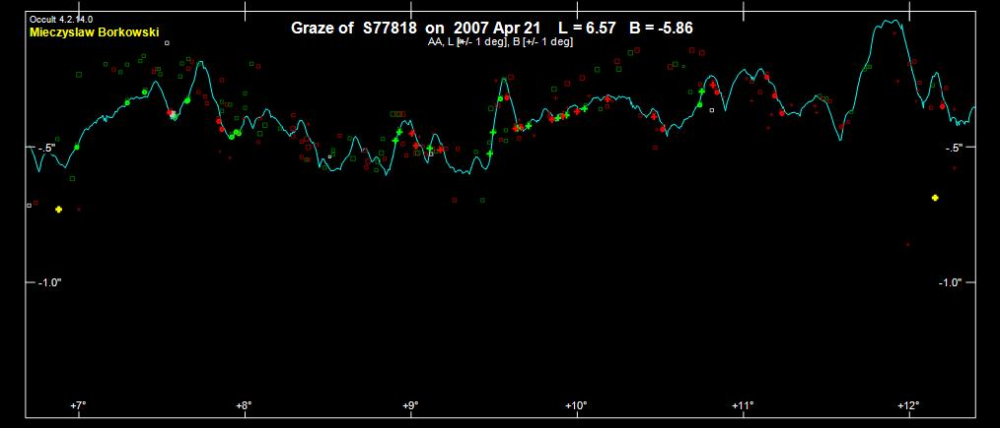 Occult 4.2.14.0
Graze of S77818 on 2007 Apr 21 L = 6.57 B = -5.86
Mieczyslaw Borkowski
AA, L [+/- 1 deg], B [+/- 1 deg]
-.5" -.5"
-1.0" -1.0"
+7° +8° +9° +10° +11° +12°